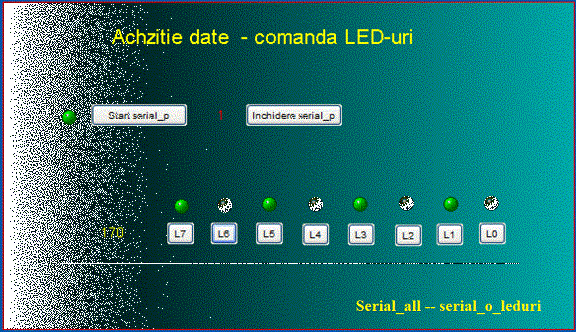 Achzitie date - comanda LED-uri
Start serial_p 1 Inchidere serial_p
170
L7 L6 L5 L4 L3 L2 L1 L0
Serial_all -- serial_o_leduri